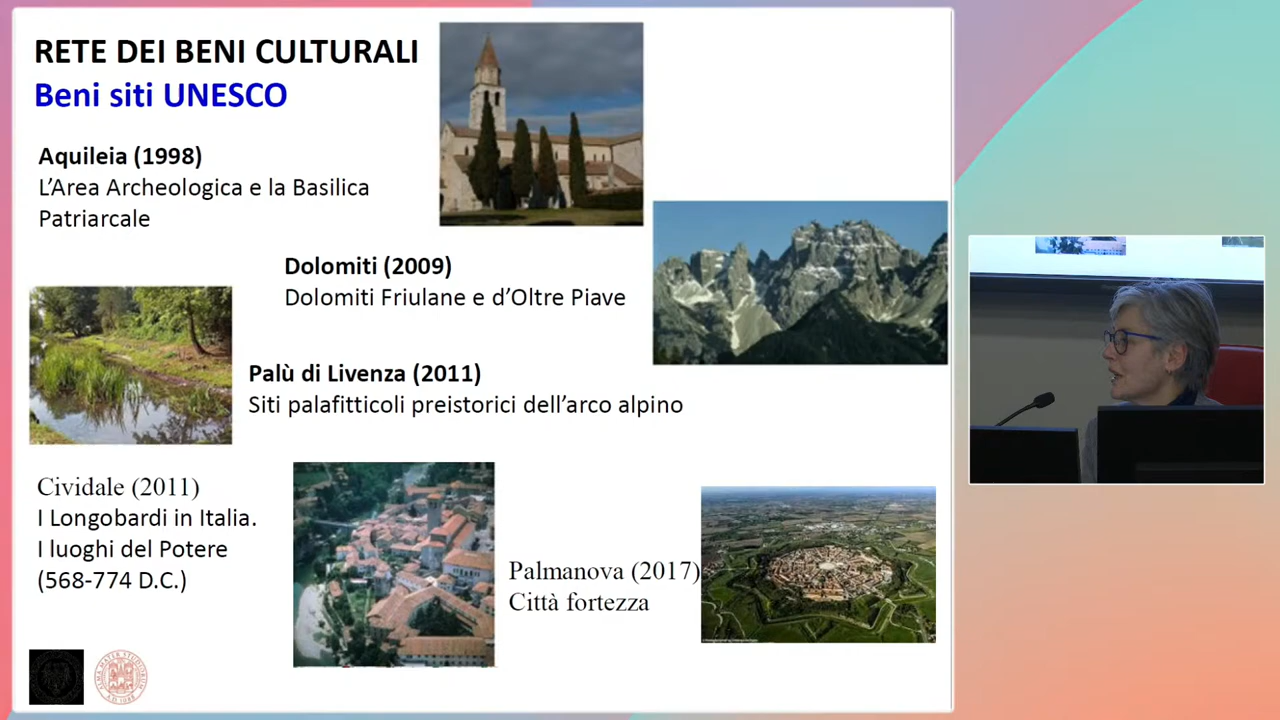 RETE DEI BENI CULTURALI
Beni siti UNESCO
Aquileia (1998)
L'Area Archeologica e la Basilica
Patriarcale
Dolomiti (2009)
Dolomiti Friulane e d'Oltre Piave
Palù di Livenza (2011)
Siti palafitticoli preistorici dell'arco alpino
Cividale (2011)
I Longobardi in Italia.
I luoghi del Potere
(568-774 D.C.)
Palmanova (2017)
Città fortezza